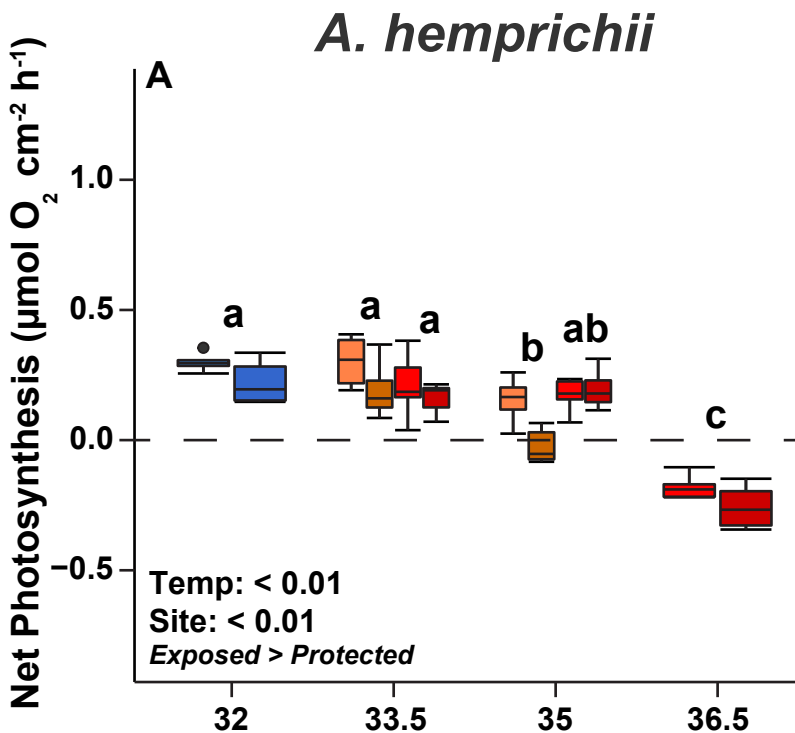 A. hemprichii
A
Net Photosynthesis (µmol O₂ cm⁻² h⁻¹)
1.0
0.5
0.0
−0.5
a
a
a
b
ab
c
Temp: < 0.01
Site: < 0.01
Exposed > Protected
32
33.5
35
36.5